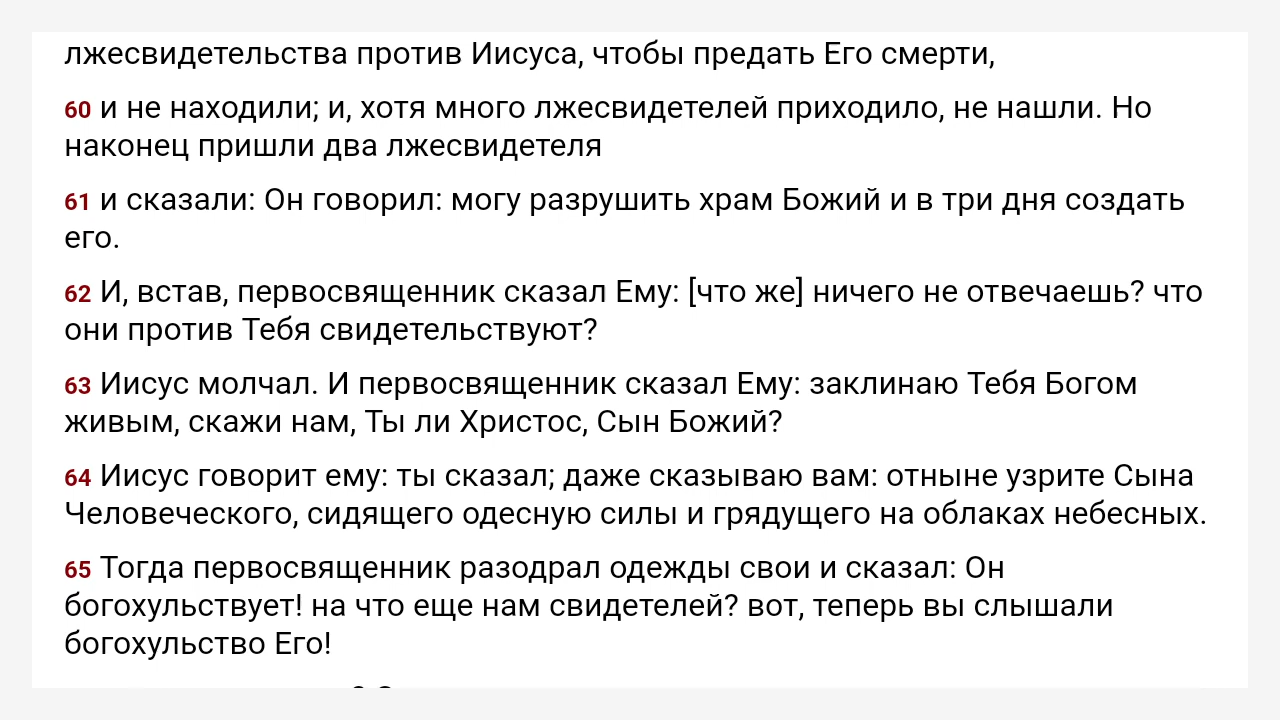 лжесвидетельства против Иисуса, чтобы предать Его смерти,
60 и не находили; и, хотя много лжесвидетелей приходило, не нашли. Но
наконец пришли два лжесвидетеля
61 и сказали: Он говорил: могу разрушить храм Божий и в три дня создать
его.
62 И, встав, первосвященник сказал Ему: [что же] ничего не отвечаешь? что
они против Тебя свидетельствуют?
63 Иисус молчал. И первосвященник сказал Ему: заклинаю Тебя Богом
живым, скажи нам, Ты ли Христос, Сын Божий?
64 Иисус говорит ему: ты сказал; даже сказываю вам: отныне узрите Сына
Человеческого, сидящего одесную силы и грядущего на облаках небесных.
65 Тогда первосвященник разодрал одежды свои и сказал: Он
богохульствует! на что еще нам свидетелей? вот, теперь вы слышали
богохульство Его!